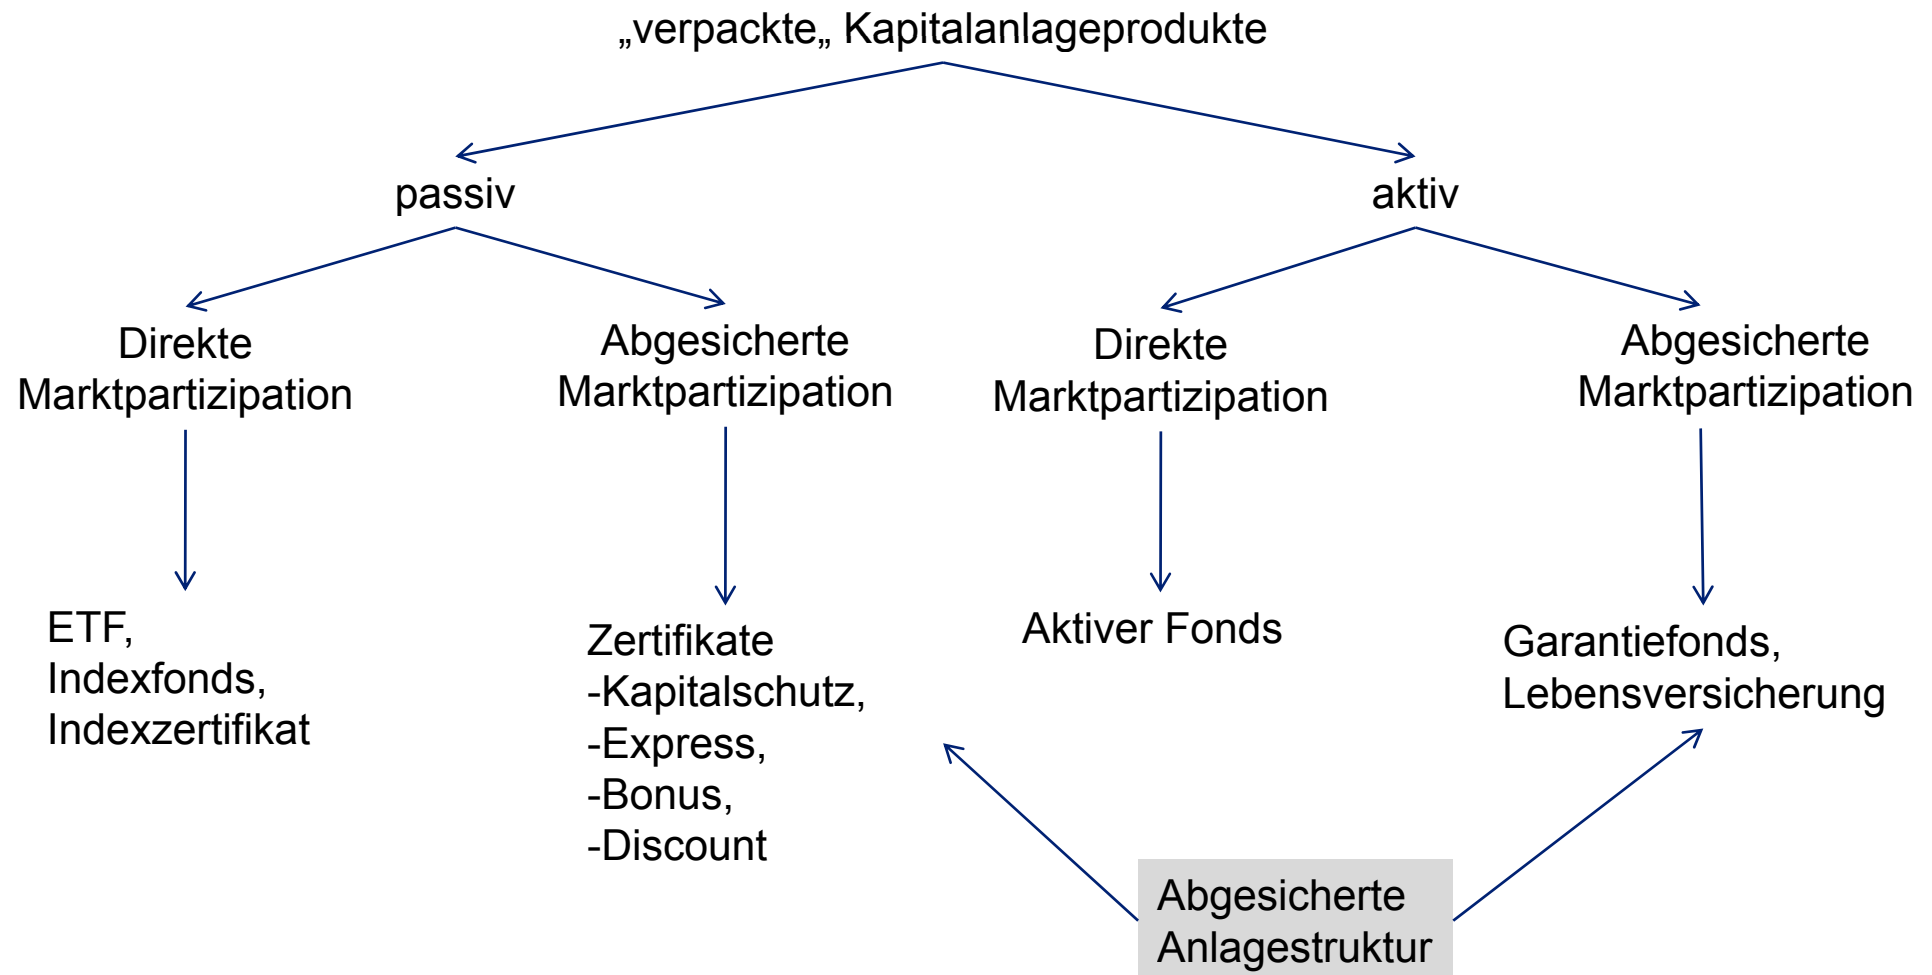 „verpackte„ Kapitalanlageprodukte
passiv
aktiv
Direkte
Marktpartizipation
Abgesicherte
Marktpartizipation
Direkte
Marktpartizipation
Abgesicherte
Marktpartizipation
ETF,
Indexfonds,
Indexzertifikat
Zertifikate
-Kapitalschutz,
-Express,
-Bonus,
-Discount
Aktiver Fonds
Garantiefonds,
Lebensversicherung
Abgesicherte
Anlagestruktur